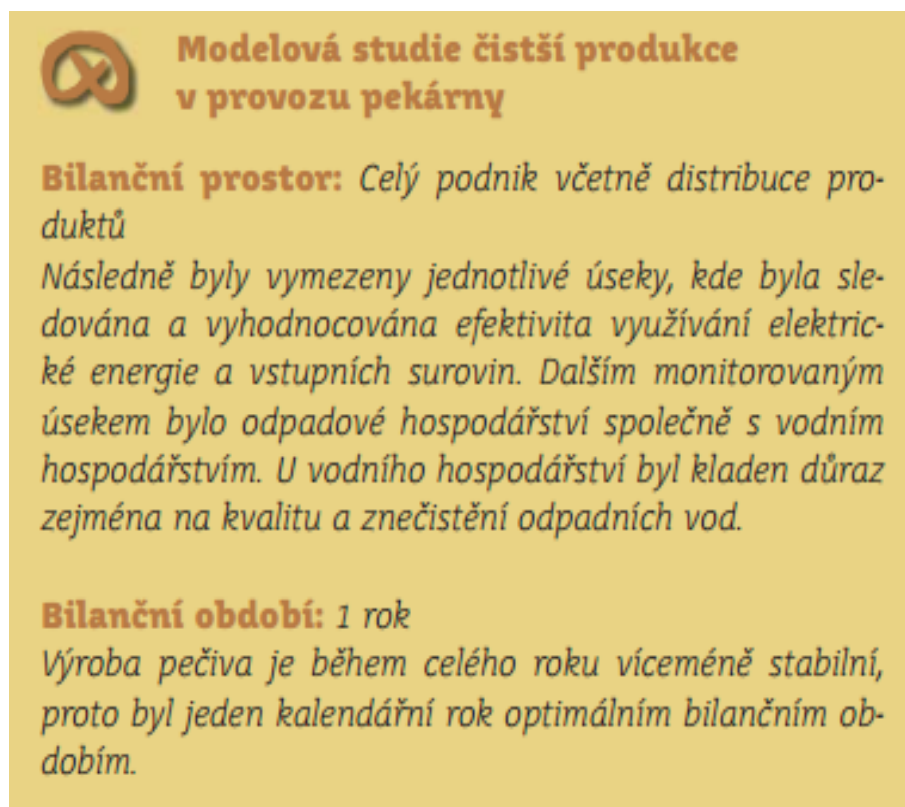 Modelová studie čistší produkce
v provozu pekárny
Bilanční prostor: Celý podnik včetně distribuce pro-
duktů
Následně byly vymezeny jednotlivé úseky, kde byla sle-
dována a vyhodnocována efektivita využívání elektric-
ké energie a vstupních surovin. Dalším monitorovaným
úsekem bylo odpadové hospodářství společně s vodním
hospodářstvím. U vodního hospodářství byl kladen důraz
zejména na kvalitu a znečistění odpadních vod.
Bilanční období: 1 rok
Výroba pečiva je během celého roku víceméně stabilní,
proto byl jeden kalendářní rok optimálním bilančním ob-
dobím.